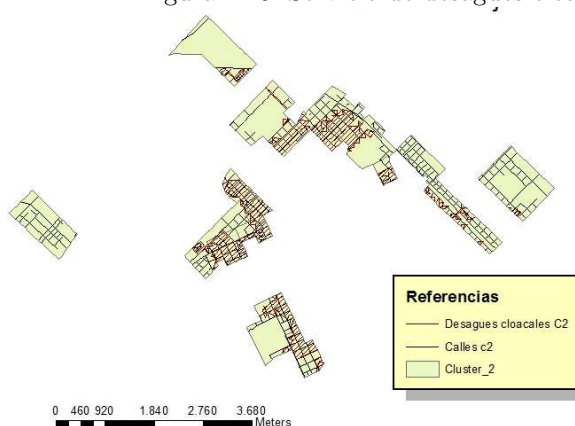 Referencias
Desagues cloacales C2
Calles c2
Cluster_2
0 460 920 1.840 2.760 3.680
Meters